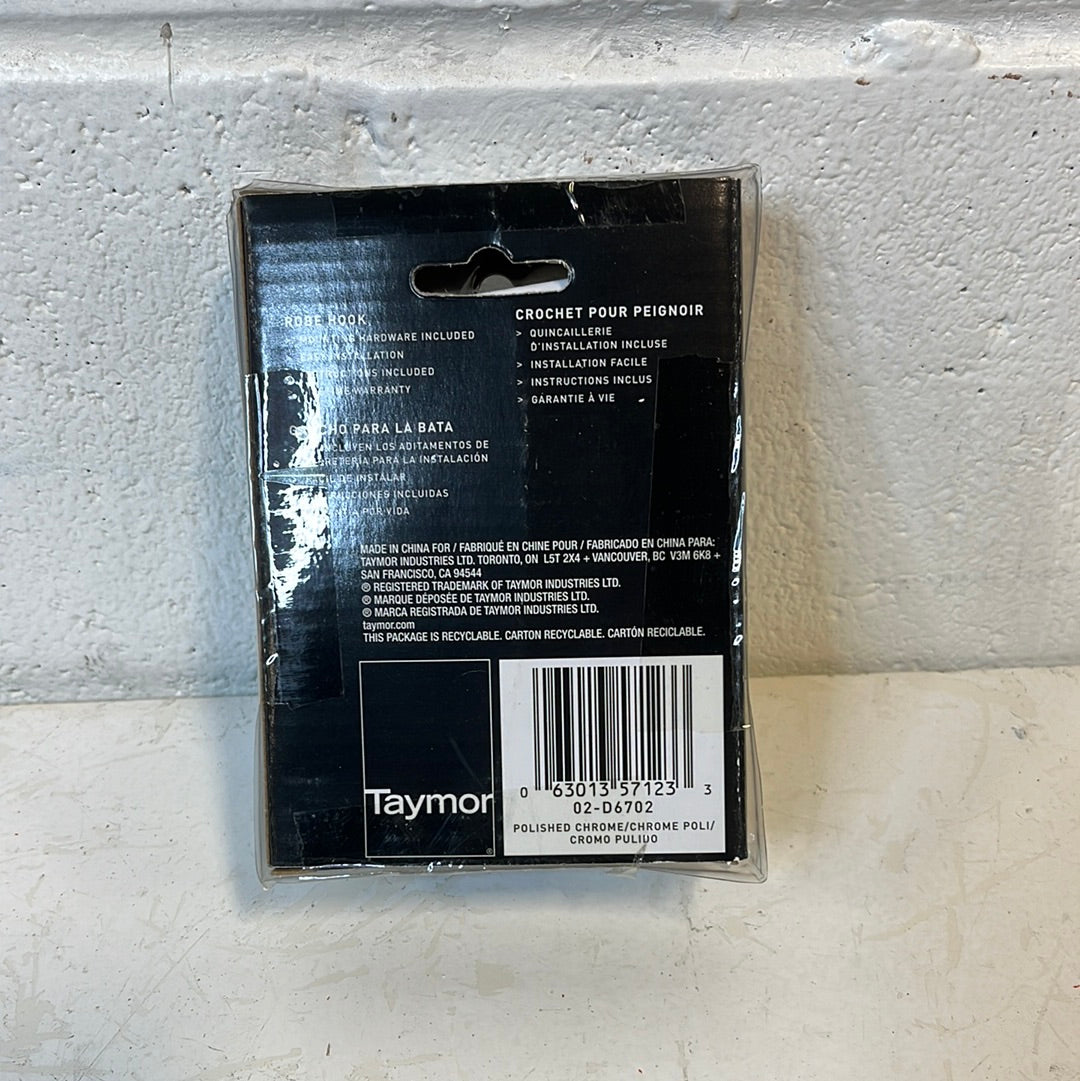 ROBE HOOK
HARDWARE INCLUDED
INSTALLATION
INCLUDED
WARRANTY
PARA LA BATA
ADITAMENTOS DE
PARA LA INSTALACIÓN
DE INSTALAR
INCLUIDAS
POR VIDA
CROCHET POUR PEIGNOIR
> QUINCAILLERIE
D'INSTALLATION INCLUSE
> INSTALLATION FACILE
> INSTRUCTIONS INCLUS
> GARANTIE À VIE
MADE IN CHINA FOR / FABRIQUÉ EN CHINE POUR / FABRICADO EN CHINA PARA:
TAYMOR INDUSTRIES LTD. TORONTO, ON L5T 2X4 + VANCOUVER, BC V3M 6K8 +
SAN FRANCISCO, CA 94544
® REGISTERED TRADEMARK OF TAYMOR INDUSTRIES LTD.
® MARQUE DÉPOSÉE DE TAYMOR INDUSTRIES LTD.
® MARCA REGISTRADA DE TAYMOR INDUSTRIES LTD.
taymor.com
THIS PACKAGE IS RECYCLABLE. CARTON RECYCLABLE. CARTÓN RECICLABLE.
Taymor®
0 63013 57123 3
02-D6702
POLISHED CHROME/CHROME POLI/
CROMO PULIDO